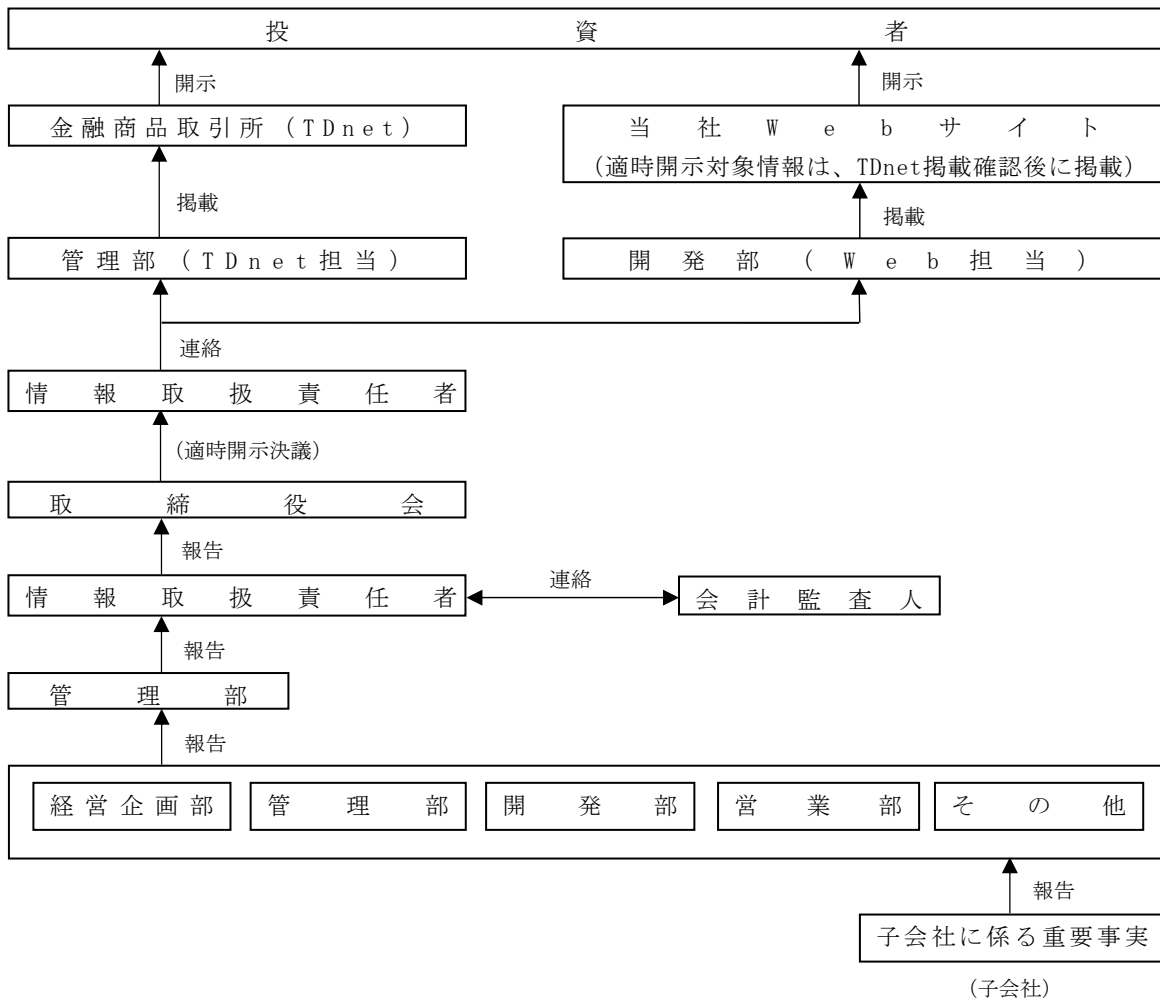 投資者
開示
開示
金融商品取引所（TDnet）
当社Webサイト
（適時開示対象情報は、TDnet掲載確認後に掲載）
掲載
掲載
管理部（TDnet担当）
開発部（Web担当）
連絡
情報取扱責任者
（適時開示決議）
取締役会
報告
情報取扱責任者
連絡
会計監査人
報告
管理部
報告
経営企画部
管理部
開発部
営業部
その他
報告
子会社に係る重要事実
（子会社）